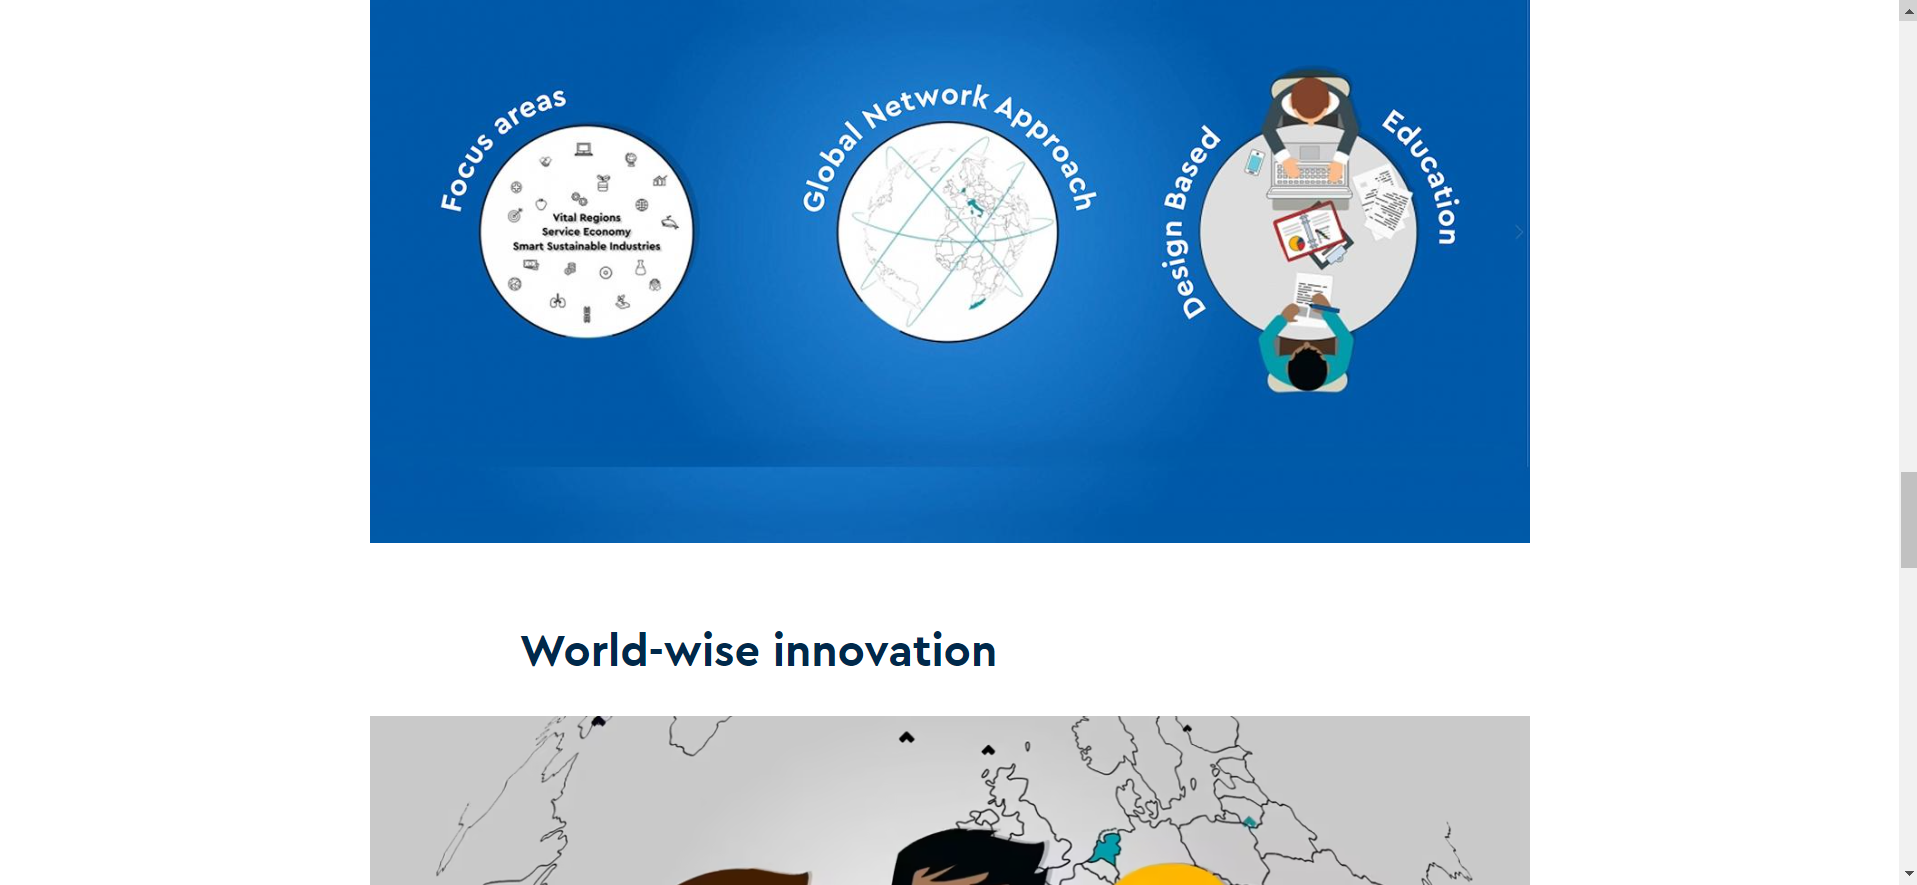 Focus areas
Vital Regions
Service Economy
Smart Sustainable Industries
Global Network Approach
Design Based
Education
World-wise innovation